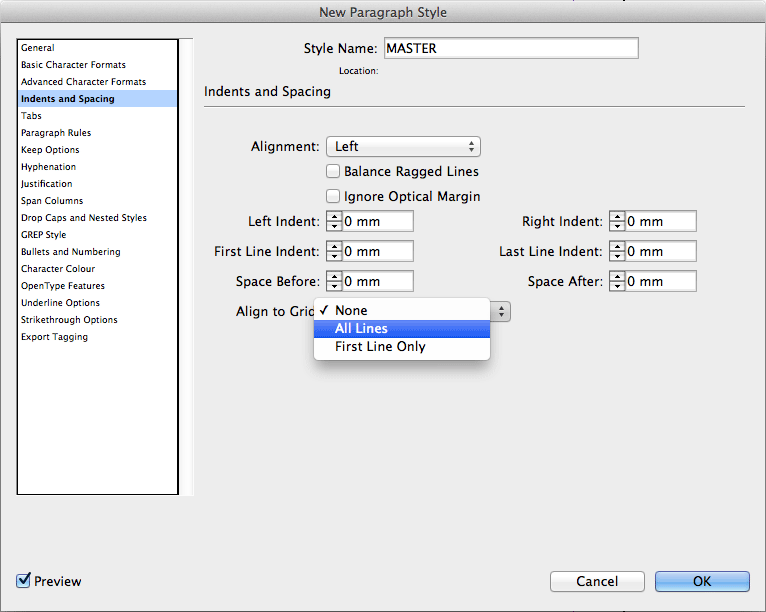 New Paragraph Style
General
Basic Character Formats
Advanced Character Formats
Indents and Spacing
Tabs
Paragraph Rules
Keep Options
Hyphenation
Justification
Span Columns
Drop Caps and Nested Styles
GREP Style
Bullets and Numbering
Character Colour
OpenType Features
Underline Options
Strikethrough Options
Export Tagging
Style Name: MASTER
Location:
Indents and Spacing
Alignment: Left
Balance Ragged Lines
Ignore Optical Margin
Left Indent: 0 mm Right Indent: 0 mm
First Line Indent: 0 mm Last Line Indent: 0 mm
Space Before: 0 mm Space After: 0 mm
Align to Grid ✓ None
All Lines
First Line Only
Preview Cancel OK